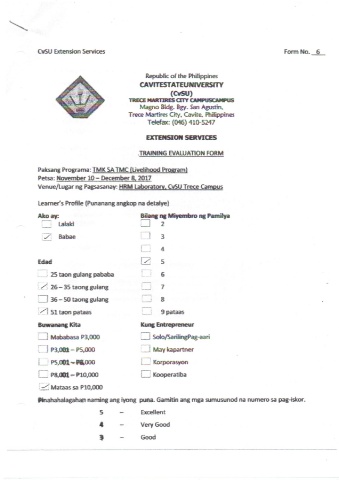 CvSU Extension Services Form No. 6
Republic of the Philippines
CAVITESTATEUNIVERSITY
(CvSU)
TRECE MARTIRES CITY CAMPUSCAMPUS
Magno Bldg. Bgy. San Agustin,
Trece Martires City, Cavite, Philippines
Telefax: (046) 410-5247
EXTENSION SERVICES
TRAINING EVALUATION FORM
Paksang Programa: TMK SA TMC (Livelihood Program)
Petsa: November 10 – December 8, 2017
Venue/Lugar ng Pagsasanay: HRM Laboratory, CvSU Trece Campus
Learner's Profile (Punanang angkop na detalye)
Ako ay: Bilang ng Miyembro ng Pamilya
Lalaki 2
Babae 3
4
Edad 5
25 taon gulang pababa 6
26 – 35 taong gulang 7
36 – 50 taong gulang 8
51 taon pataas 9 pataas
Buwanang Kita Kung Entrepreneur
Mababasa P3,000 Solo/SarilingPag-aari
P3,001 – P5,000 May kapartner
P5,001 – P8,000 Korporasyon
P8,001 – P10,000 Kooperatiba
Mataas sa P10,000
Pinahahalagahan naming ang iyong puna. Gamitin ang mga sumusunod na numero sa pag-iskor.
5 – Excellent
4 – Very Good
3 – Good